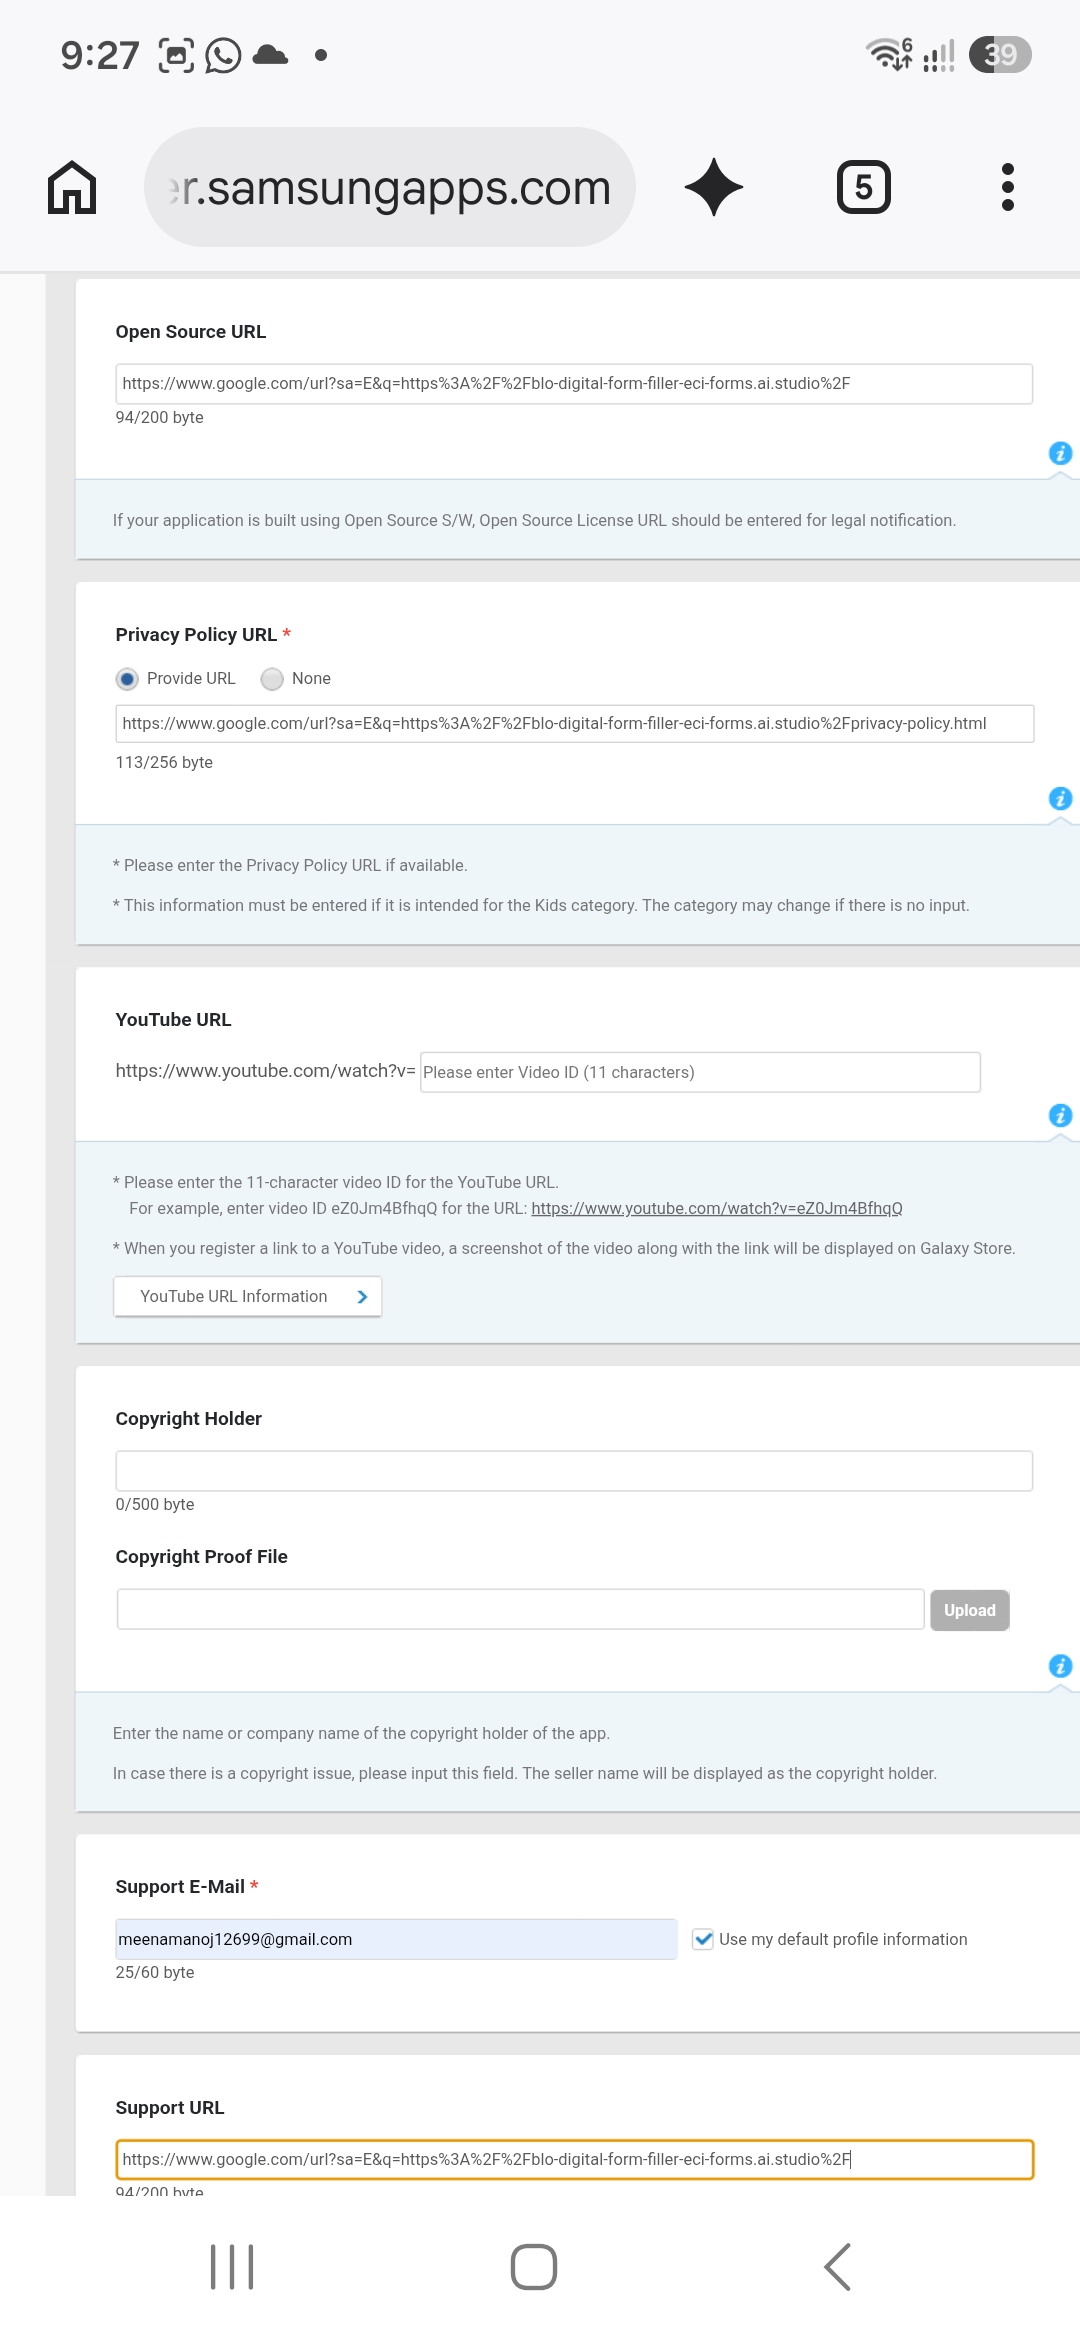 9:27
6
39
er.samsungapps.com
5
Open Source URL
https://www.google.com/url?sa=E&q=https%3A%2F%2Fblo-digital-form-filler-eci-forms.ai.studio%2F
94/200 byte
If your application is built using Open Source S/W, Open Source License URL should be entered for legal notification.
Privacy Policy URL *
Provide URL None
https://www.google.com/url?sa=E&q=https%3A%2F%2Fblo-digital-form-filler-eci-forms.ai.studio%2Fprivacy-policy.html
113/256 byte
* Please enter the Privacy Policy URL if available.
* This information must be entered if it is intended for the Kids category. The category may change if there is no input.
YouTube URL
https://www.youtube.com/watch?v= Please enter Video ID (11 characters)
* Please enter the 11-character video ID for the YouTube URL.
For example, enter video ID eZ0Jm4BfhqQ for the URL: https://www.youtube.com/watch?v=eZ0Jm4BfhqQ
* When you register a link to a YouTube video, a screenshot of the video along with the link will be displayed on Galaxy Store.
YouTube URL Information
Copyright Holder
0/500 byte
Copyright Proof File
Upload
Enter the name or company name of the copyright holder of the app.
In case there is a copyright issue, please input this field. The seller name will be displayed as the copyright holder.
Support E-Mail *
meenamanoj12699@gmail.com Use my default profile information
25/60 byte
Support URL
https://www.google.com/url?sa=E&q=https%3A%2F%2Fblo-digital-form-filler-eci-forms.ai.studio%2F
94/200 byte